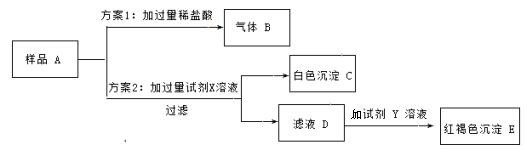 方案1：加过量稀盐酸
气体 B
样品 A
方案2：加过量试剂X溶液
过滤
白色沉淀 C
滤液 D
加试剂 Y 溶液
红褐色沉淀 E